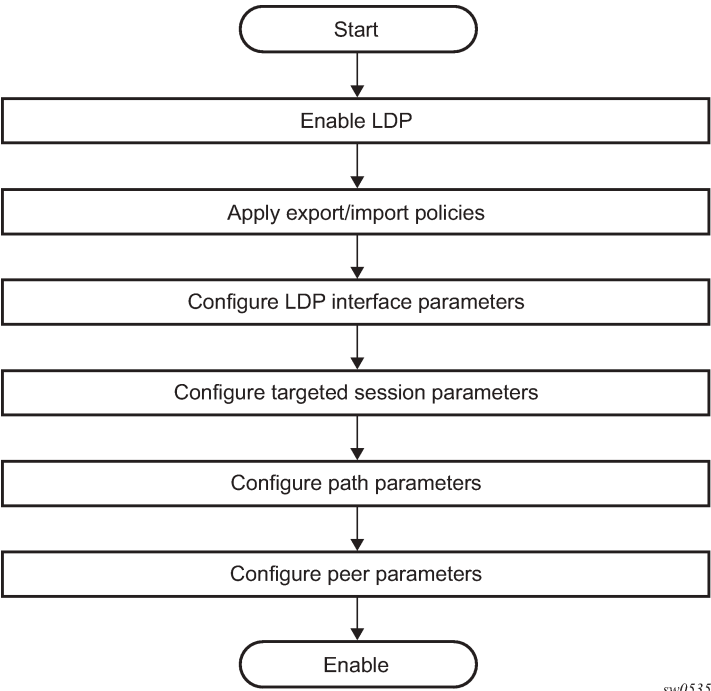 Start
Enable LDP
Apply export/import policies
Configure LDP interface parameters
Configure targeted session parameters
Configure path parameters
Configure peer parameters
Enable
sw0535